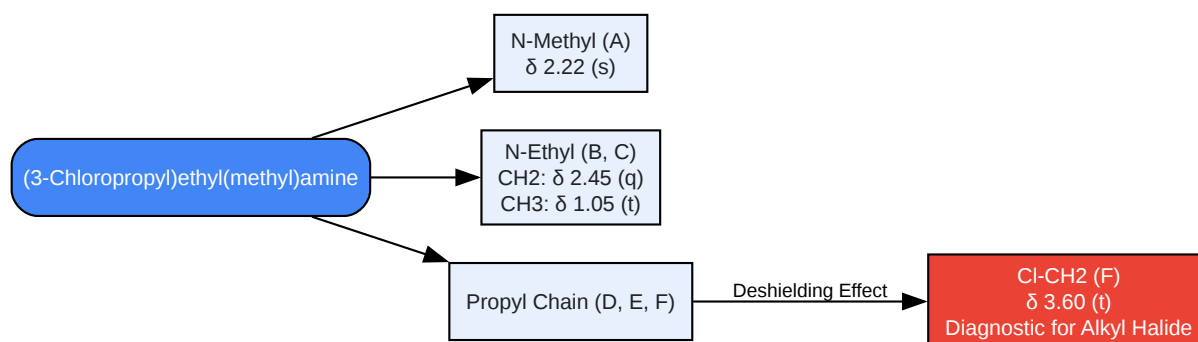 N-Methyl (A)
δ 2.22 (s)
(3-Chloropropyl)ethyl(methyl)amine
N-Ethyl (B, C)
CH2: δ 2.45 (q)
CH3: δ 1.05 (t)
Propyl Chain (D, E, F)
Deshielding Effect
Cl-CH2 (F)
δ 3.60 (t)
Diagnostic for Alkyl Halide